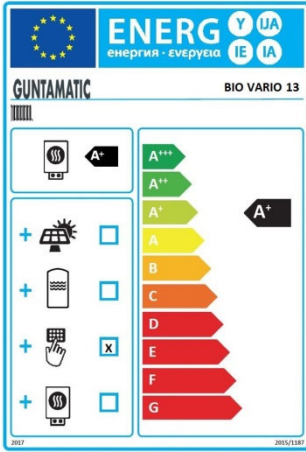 ENERG Y IJA
енергия · ενεργεια IE IA
GUNTAMATIC
BIO VARIO 13
A+
A+++
A++
A+
A+
A
B
C
D
E
F
G
+
+
+ X
+
2017
2015/1187